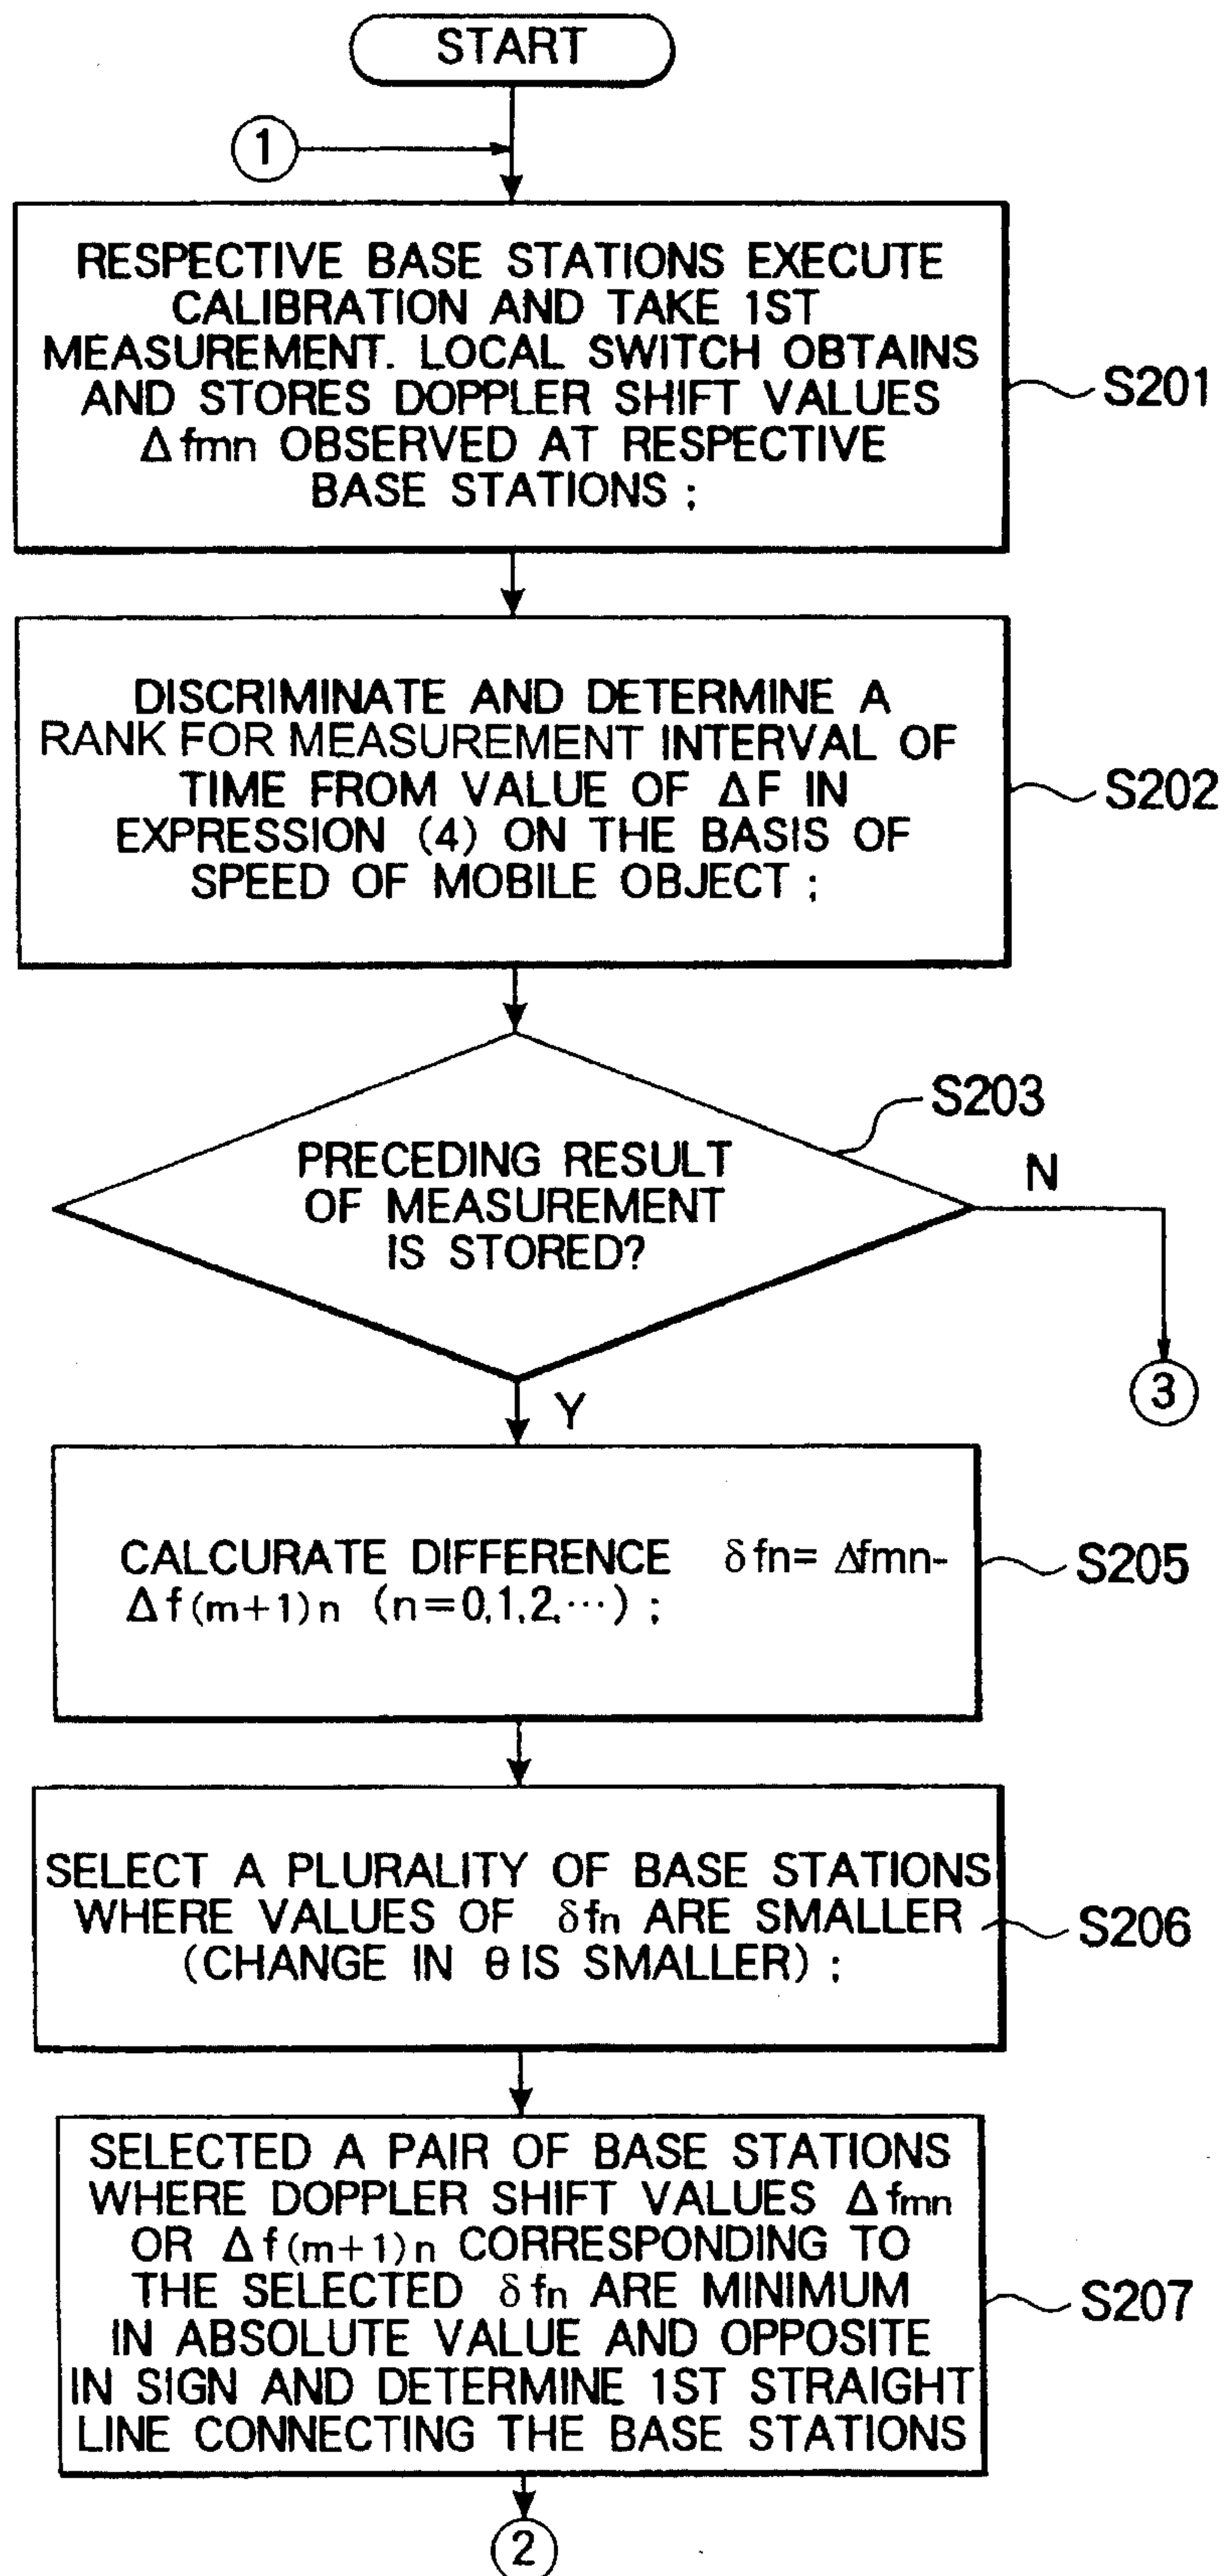 START
1
RESPECTIVE BASE STATIONS EXECUTE
CALIBRATION AND TAKE 1ST
MEASUREMENT. LOCAL SWITCH OBTAINS
AND STORES DOPPLER SHIFT VALUES
Δfmn OBSERVED AT RESPECTIVE
BASE STATIONS ;
S201
DISCRIMINATE AND DETERMINE A
RANK FOR MEASUREMENT INTERVAL OF
TIME FROM VALUE OF ΔF IN
EXPRESSION (4) ON THE BASIS OF
SPEED OF MOBILE OBJECT ;
S202
S203
PRECEDING RESULT
OF MEASUREMENT
IS STORED?
N
3
Y
CALCURATE DIFFERENCE δfn= Δfmn-
Δf(m+1)n (n=0,1,2,···) ;
S205
SELECT A PLURALITY OF BASE STATIONS
WHERE VALUES OF δfn ARE SMALLER
(CHANGE IN θ IS SMALLER) ;
S206
SELECTED A PAIR OF BASE STATIONS
WHERE DOPPLER SHIFT VALUES Δfmn
OR Δf(m+1)n CORRESPONDING TO
THE SELECTED δfn ARE MINIMUM
IN ABSOLUTE VALUE AND OPPOSITE
IN SIGN AND DETERMINE 1ST STRAIGHT
LINE CONNECTING THE BASE STATIONS
S207
2